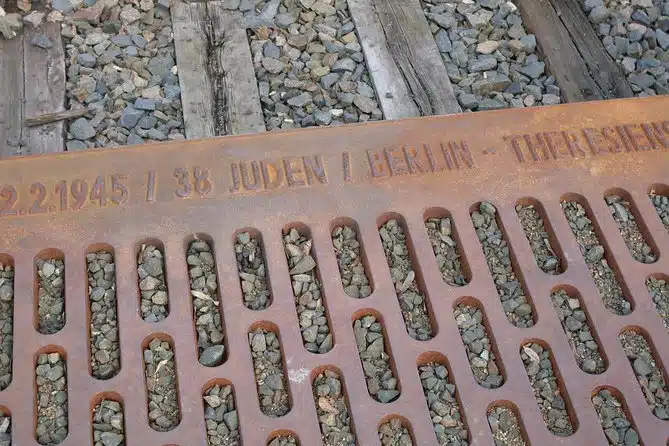 2.2.1945 / 38 JUDEN / BERLIN - THERESIEN